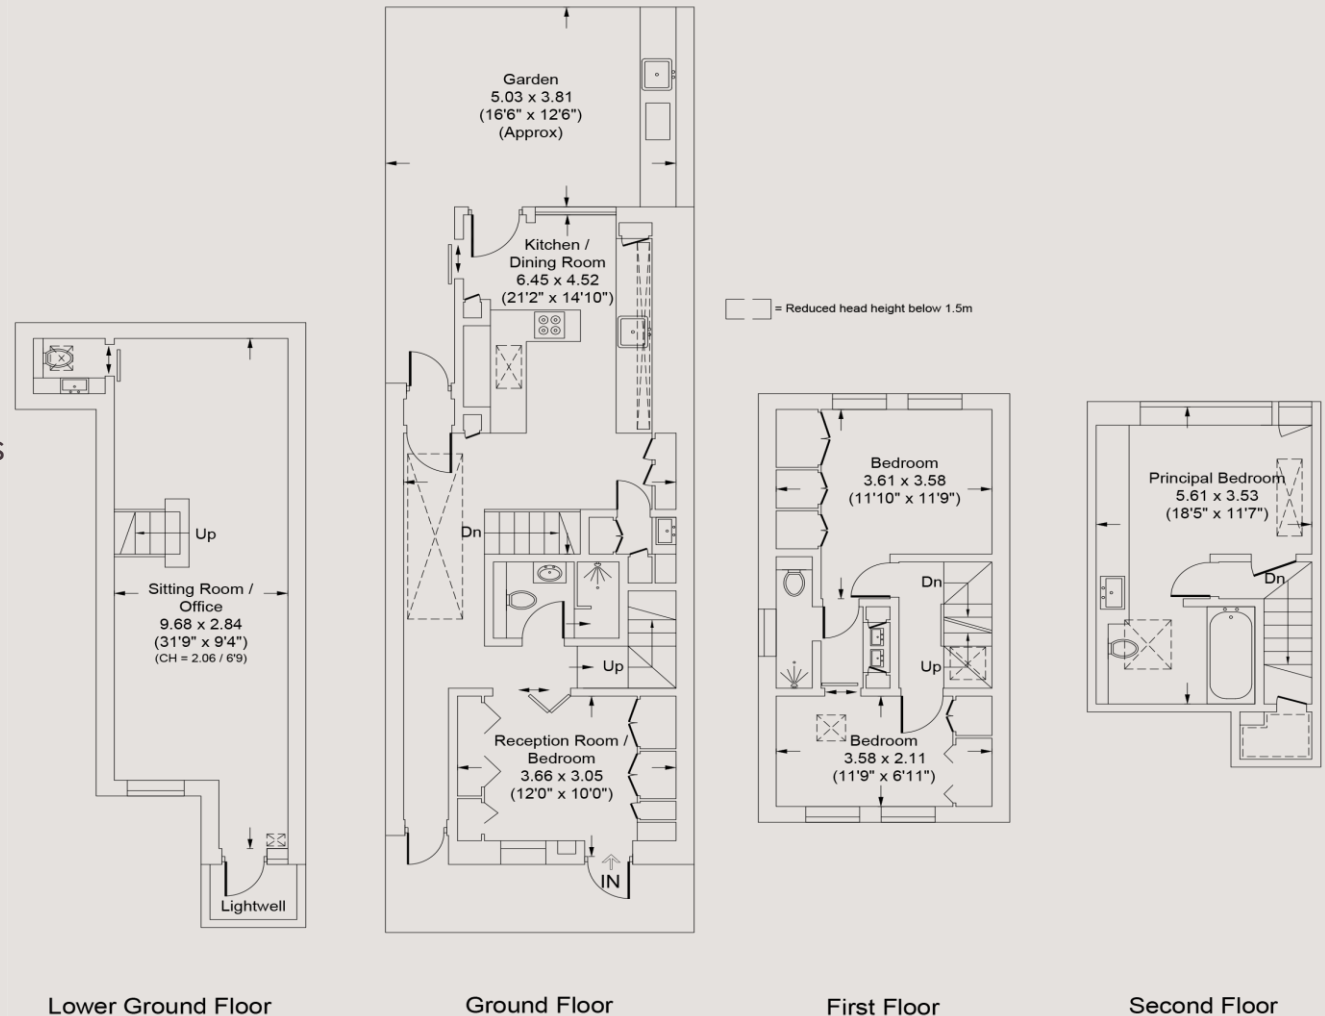 Garden
5.03 x 3.81
(16'6" x 12'6")
(Approx)
Kitchen /
Dining Room
6.45 x 4.52
(21'2" x 14'10")
= Reduced head height below 1.5m
s
Up
Sitting Room /
Office
9.68 x 2.84
(31'9" x 9'4")
(CH = 2.06 / 6'9)
Lightwell
Dn
Up
Reception Room /
Bedroom
3.66 x 3.05
(12'0" x 10'0")
IN
Bedroom
3.61 x 3.58
(11'10" x 11'9")
Dn
Up
Bedroom
3.58 x 2.11
(11'9" x 6'11")
Principal Bedroom
5.61 x 3.53
(18'5" x 11'7")
Dn
Lower Ground Floor
Ground Floor
First Floor
Second Floor